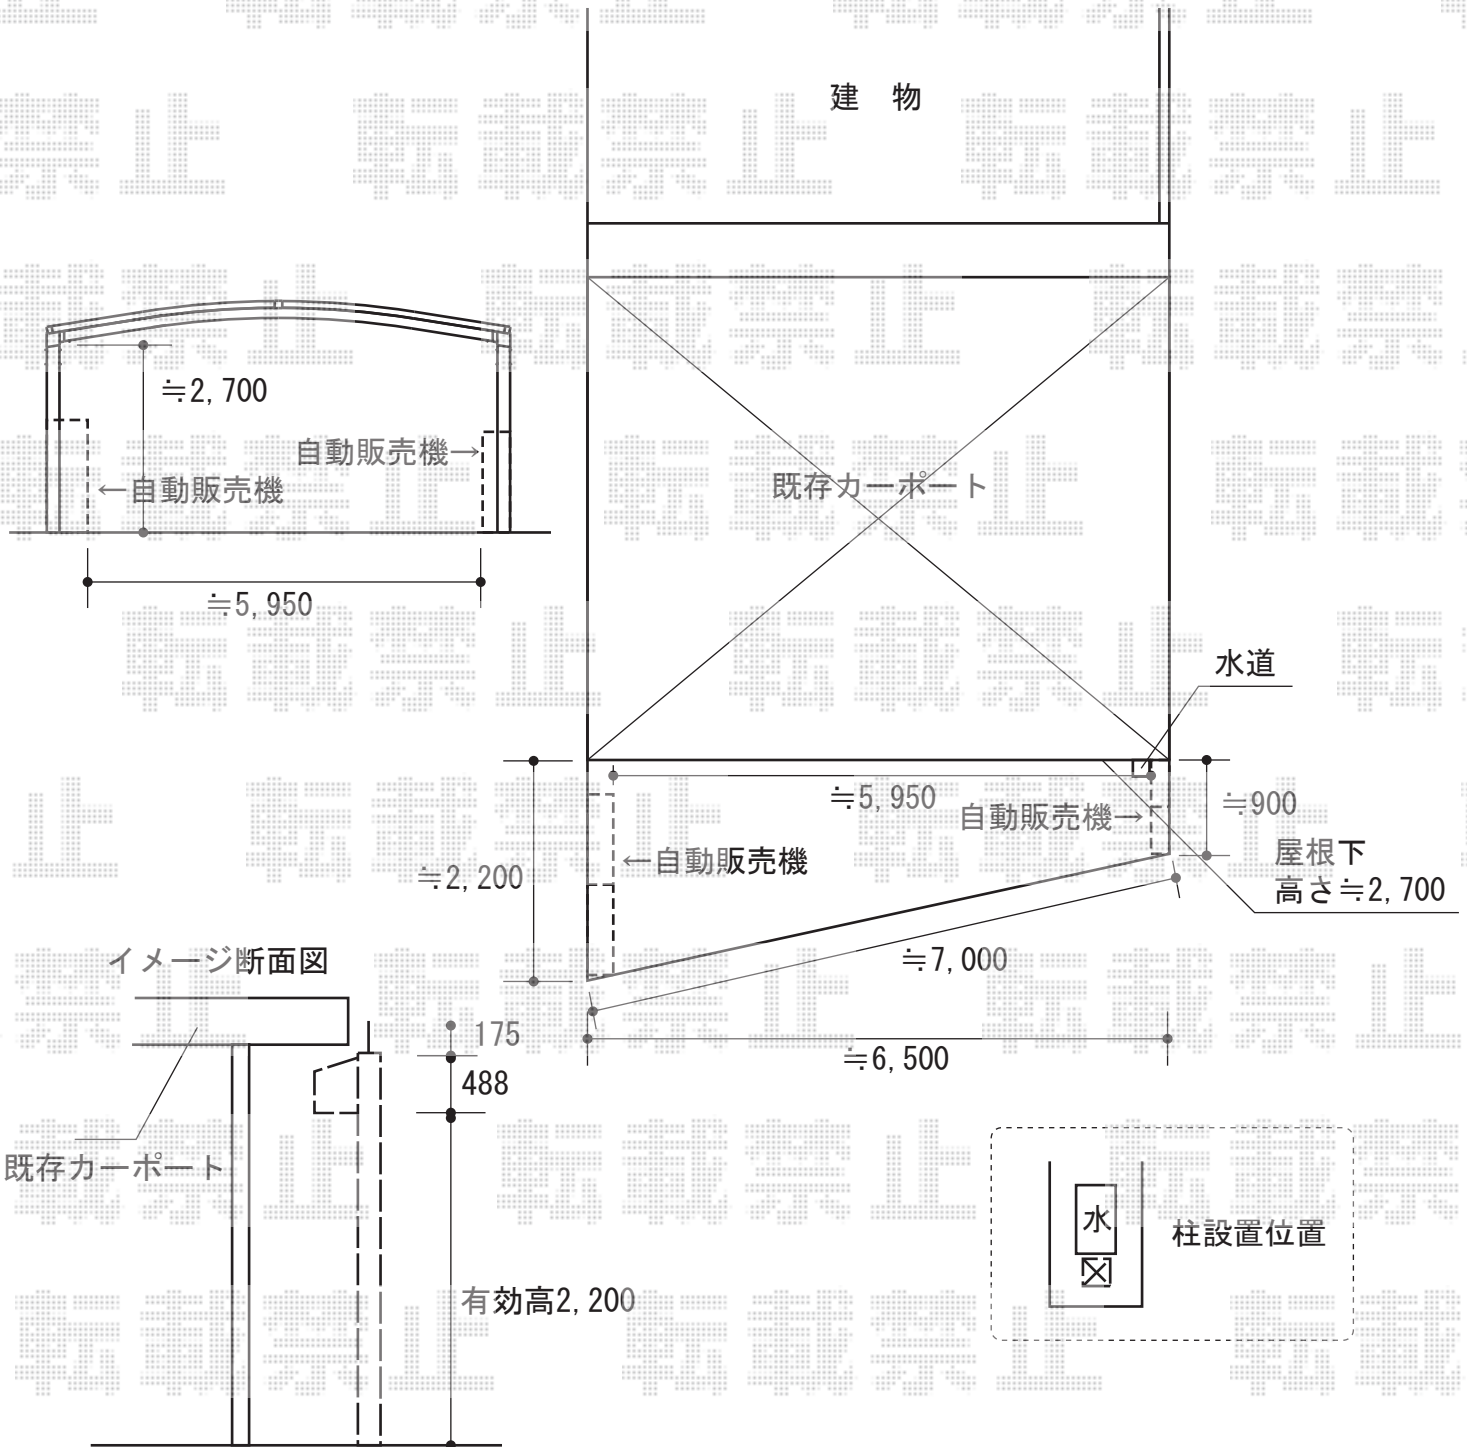 建　物
≒2,700
自動販売機→
←自動販売機
≒5,950
既存カーポート
水道
≒5,950
自動販売機→
≒900
←自動販売機
≒2,200
屋根下
高さ≒2,700
≒7,000
≒6,500
イメージ断面図
175
488
既存カーポート
有効高2,200
水
柱設置位置
転載禁止